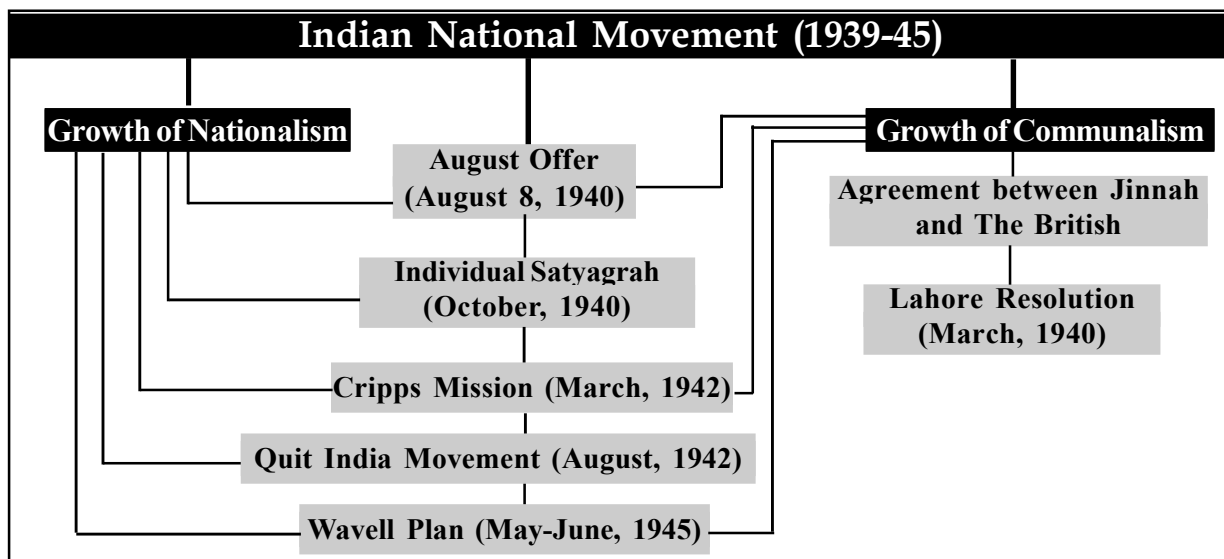 Indian National Movement (1939-45)
Growth of Nationalism
Growth of Communalism
August Offer
(August 8, 1940)
Agreement between Jinnah
and The British
Individual Satyagrah
(October, 1940)
Lahore Resolution
(March, 1940)
Cripps Mission (March, 1942)
Quit India Movement (August, 1942)
Wavell Plan (May-June, 1945)